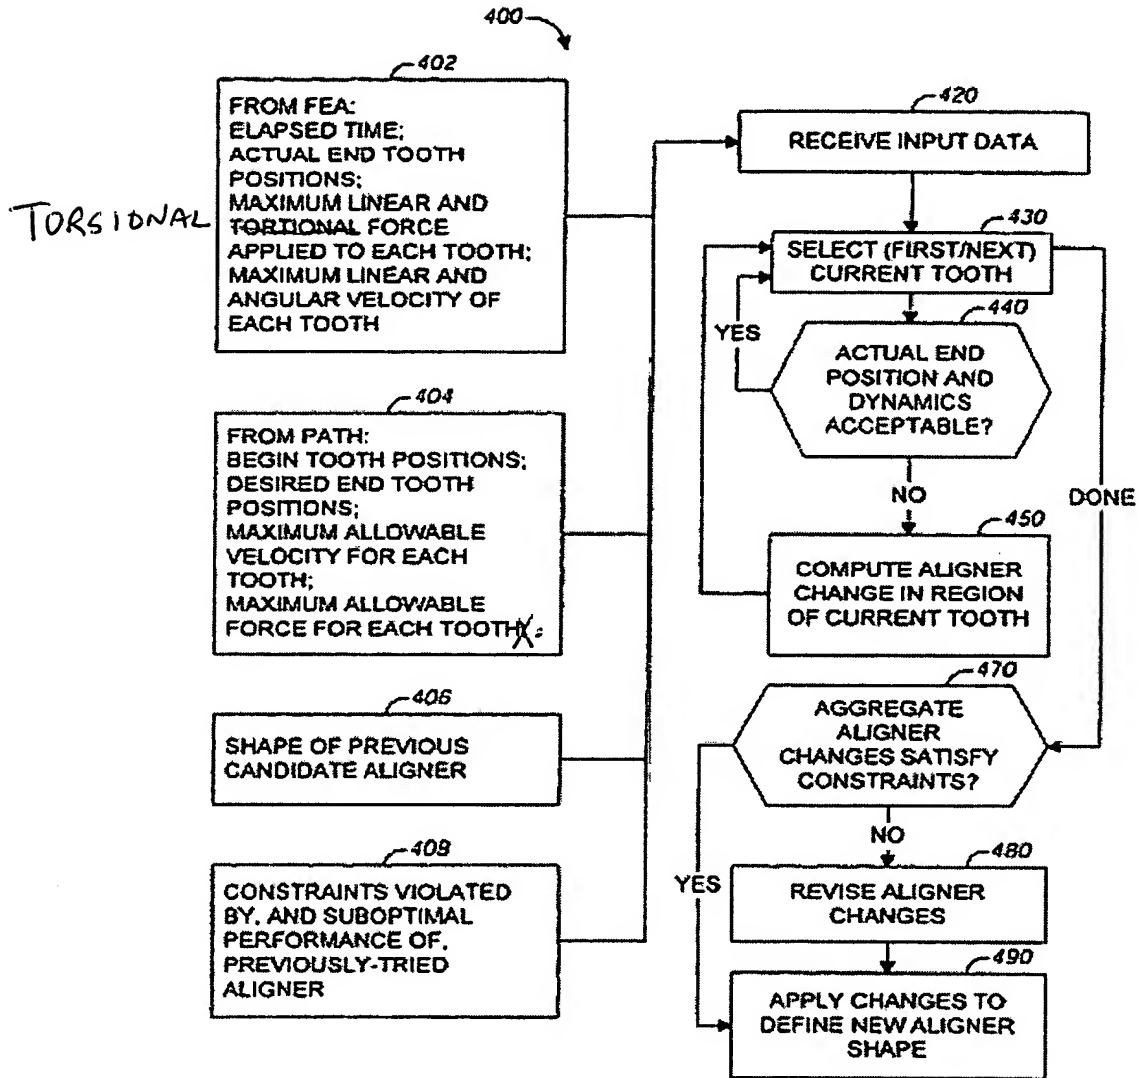 400
402
FROM FEA:
ELAPSED TIME;
ACTUAL END TOOTH
POSITIONS;
MAXIMUM LINEAR AND
TORSIONAL TORTIONAL FORCE
APPLIED TO EACH TOOTH;
MAXIMUM LINEAR AND
ANGULAR VELOCITY OF
EACH TOOTH
404
FROM PATH:
BEGIN TOOTH POSITIONS;
DESIRED END TOOTH
POSITIONS;
MAXIMUM ALLOWABLE
VELOCITY FOR EACH
TOOTH;
MAXIMUM ALLOWABLE
FORCE FOR EACH TOOTH
406
SHAPE OF PREVIOUS
CANDIDATE ALIGNER
408
CONSTRAINTS VIOLATED
BY, AND SUBOPTIMAL
PERFORMANCE OF,
PREVIOUSLY-TRIED
ALIGNER
420
RECEIVE INPUT DATA
430
SELECT (FIRST/NEXT)
CURRENT TOOTH
YES
440
ACTUAL END
POSITION AND
DYNAMICS
ACCEPTABLE?
NO
DONE
450
COMPUTE ALIGNER
CHANGE IN REGION
OF CURRENT TOOTH
470
AGGREGATE
ALIGNER
CHANGES SATISFY
CONSTRAINTS?
NO
YES
480
REVISE ALIGNER
CHANGES
490
APPLY CHANGES TO
DEFINE NEW ALIGNER
SHAPE